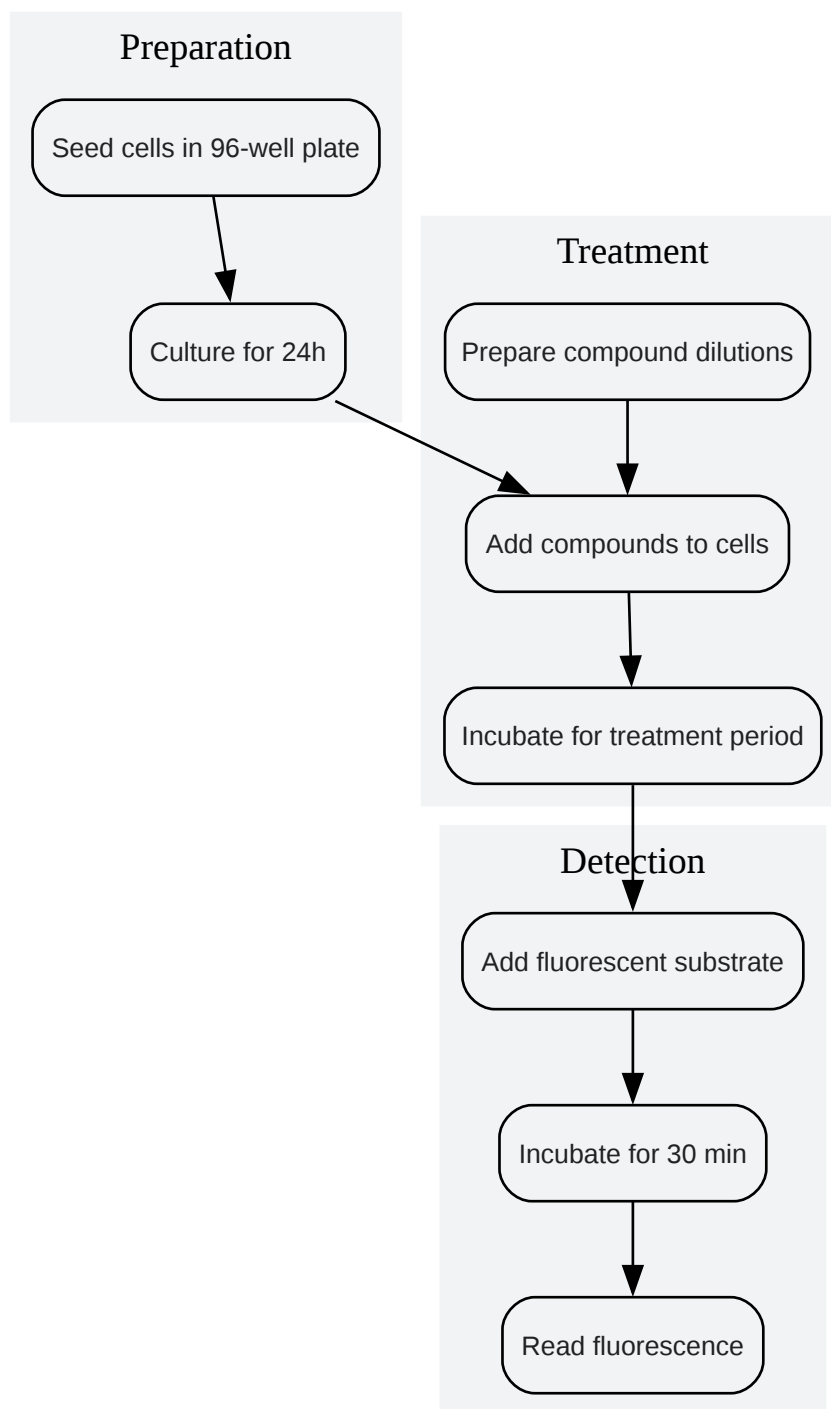 Preparation
Seed cells in 96-well plate
Culture for 24h
Treatment
Prepare compound dilutions
Add compounds to cells
Incubate for treatment period
Detection
Add fluorescent substrate
Incubate for 30 min
Read fluorescence